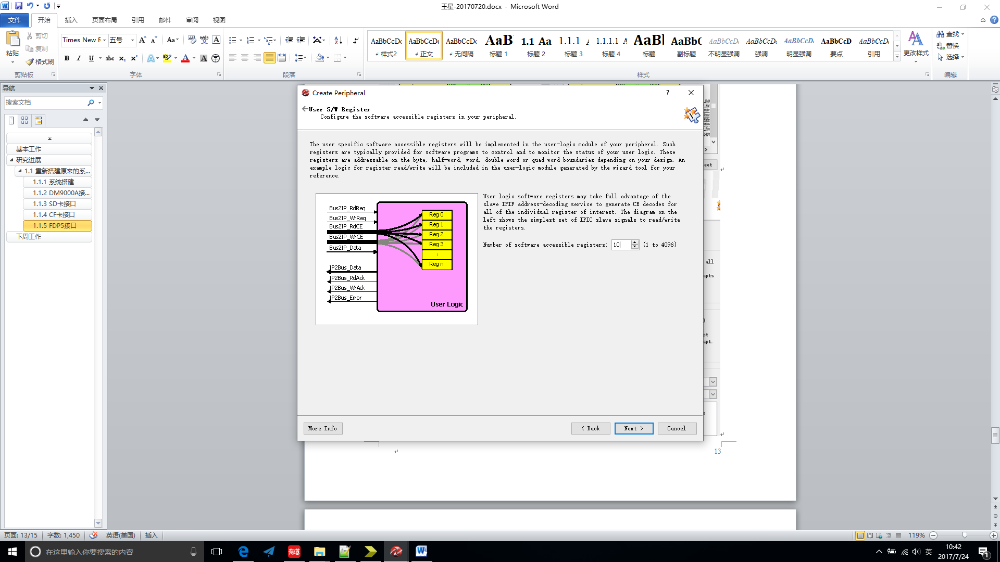 王星-20170720.docx - Microsoft Word
文件 开始 插入 页面布局 引用 邮件 审阅 视图
粘贴 剪切 复制 格式刷
Times New F 五号
AaBbCcDc AaBbCcDc AaBbCcDc AaB 1.1 Aa 1.1.1 1.1.1.1 AaBl AaBbC AaBbCcDc AaBbCcDc AaBbCcDc AaBbCcD AaBbCcDc
样式2 正文 无间隔 标题 1 标题 2 标题 3 标题 4 标题 副标题 不明显强调 强调 明显强调 要点 引用
更改样式
查找
替换
选择
剪贴板 字体 段落 样式 编辑
导航
搜索文档
基本工作
研究进展
1.1 重新搭建原来的系...
1.1.1 系统搭建
1.1.2 DM9000A接...
1.1.3 SD卡接口
1.1.4 CF卡接口
1.1.5 FDP5接口
下周工作
Create Peripheral
User S/W Register
Configure the software accessible registers in your peripheral.
The user specific software accessible registers will be implemented in the user-logic module of your peripheral. Such
registers are typically provided for software programs to control and to monitor the status of your user logic. These
registers are addressable on the byte, half-word, word, double word or quad word boundaries depending on your design. An
example logic for register read/write will be included in the user-logic module generated by the wizard tool for your
reference.
Bus2IP_RdReq
Bus2IP_WrReq
Bus2IP_RdCE
Bus2IP_WrCE
Bus2IP_Data
IP2Bus_Data
IP2Bus_RdAck
IP2Bus_WrAck
IP2Bus_Error
Reg 0
Reg 1
Reg 2
Reg 3
Reg n
User Logic
User logic software registers may take full advantage of the
slave IPIF address-decoding service to generate CE decodes for
all of the individual register of interest. The diagram on the
left shows the simplest set of IPIC slave signals to read/write
the registers.
Number of software accessible registers: 10 (1 to 4096)
More Info < Back Next > Cancel
all
13
页面: 13/15 字数: 1,450 英语(美国) 插入 119%
在这里输入你要搜索的内容
有道
英
10:42
2017/7/24
1